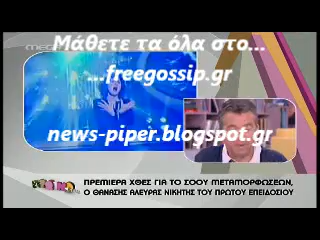 MEGA
Μάθετε τα όλα στο...
...freegossip.gr
news-piper.blogspot.gr
ΠΡΕΜΙΕΡΑ ΧΘΕΣ ΓΙΑ ΤΟ ΣΟΟΥ ΜΕΤΑΜΟΡΦΩΣΕΩΝ,
Ο ΘΑΝΑΣΗΣ ΑΛΕΥΡΑΣ ΝΙΚΗΤΗΣ ΤΟΥ ΠΡΩΤΟΥ ΕΠΕΙΣΟΔΙΟΥ